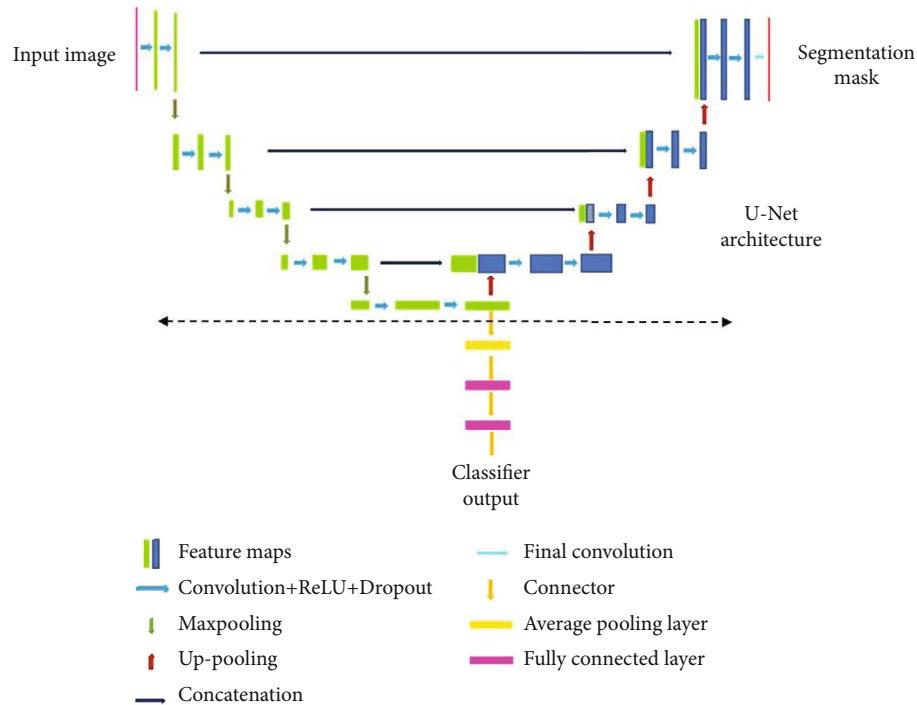 Input image
Segmentation
mask
U-Net
architecture
Classifier
output
Feature maps
Convolution+ReLU+Dropout
Maxpooling
Up-pooling
Concatenation
Final convolution
Connector
Average pooling layer
Fully connected layer